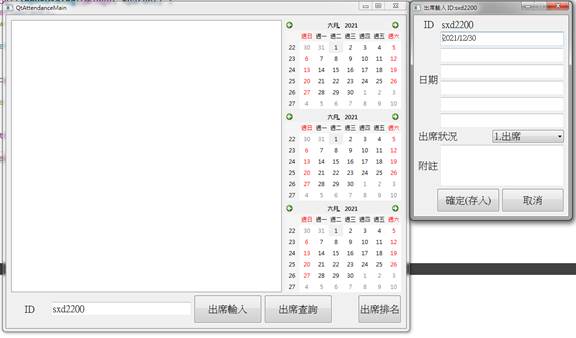 QtAttendanceMain
六月, 2021
週日 週一 週二 週三 週四 週五 週六
22 30 31 1 2 3 4 5
23 6 7 8 9 10 11 12
24 13 14 15 16 17 18 19
25 20 21 22 23 24 25 26
26 27 28 29 30 1 2 3
27 4 5 6 7 8 9 10
六月, 2021
週日 週一 週二 週三 週四 週五 週六
22 30 31 1 2 3 4 5
23 6 7 8 9 10 11 12
24 13 14 15 16 17 18 19
25 20 21 22 23 24 25 26
26 27 28 29 30 1 2 3
27 4 5 6 7 8 9 10
六月, 2021
週日 週一 週二 週三 週四 週五 週六
22 30 31 1 2 3 4 5
23 6 7 8 9 10 11 12
24 13 14 15 16 17 18 19
25 20 21 22 23 24 25 26
26 27 28 29 30 1 2 3
27 4 5 6 7 8 9 10
ID sxd2200 出席輸入 出席查詢 出席排名
出席輸入 ID:sxd2200
ID sxd2200
2021/12/30
日期
出席狀況 1.出席
附註
確定(存入) 取消